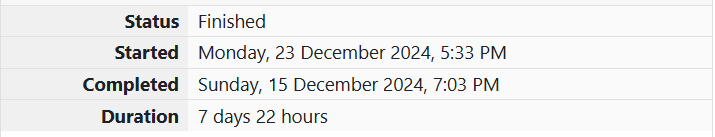 Status Finished
Started Monday, 23 December 2024, 5:33 PM
Completed Sunday, 15 December 2024, 7:03 PM
Duration 7 days 22 hours